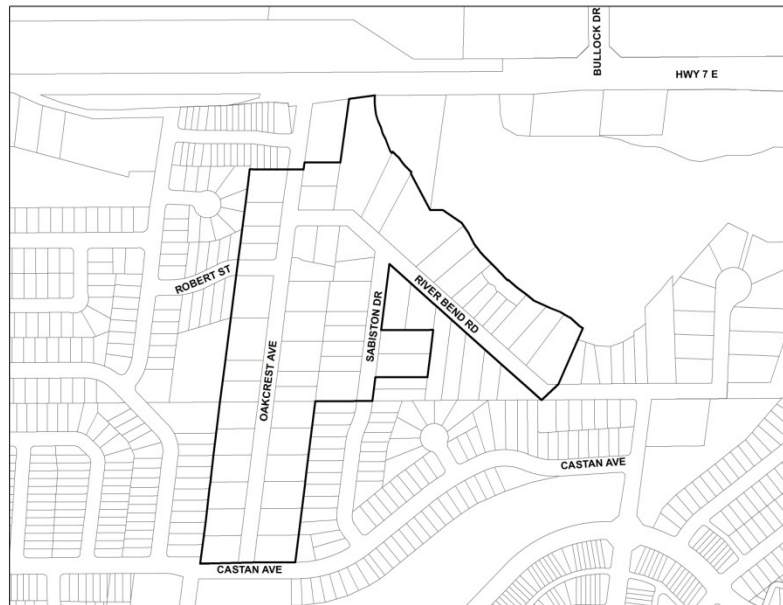 BULLOCK DR
HWY 7 E
ROBERT ST
RIVER BEND RD
SABISTON DR
OAKCREST AVE
CASTAN AVE
CASTAN AVE